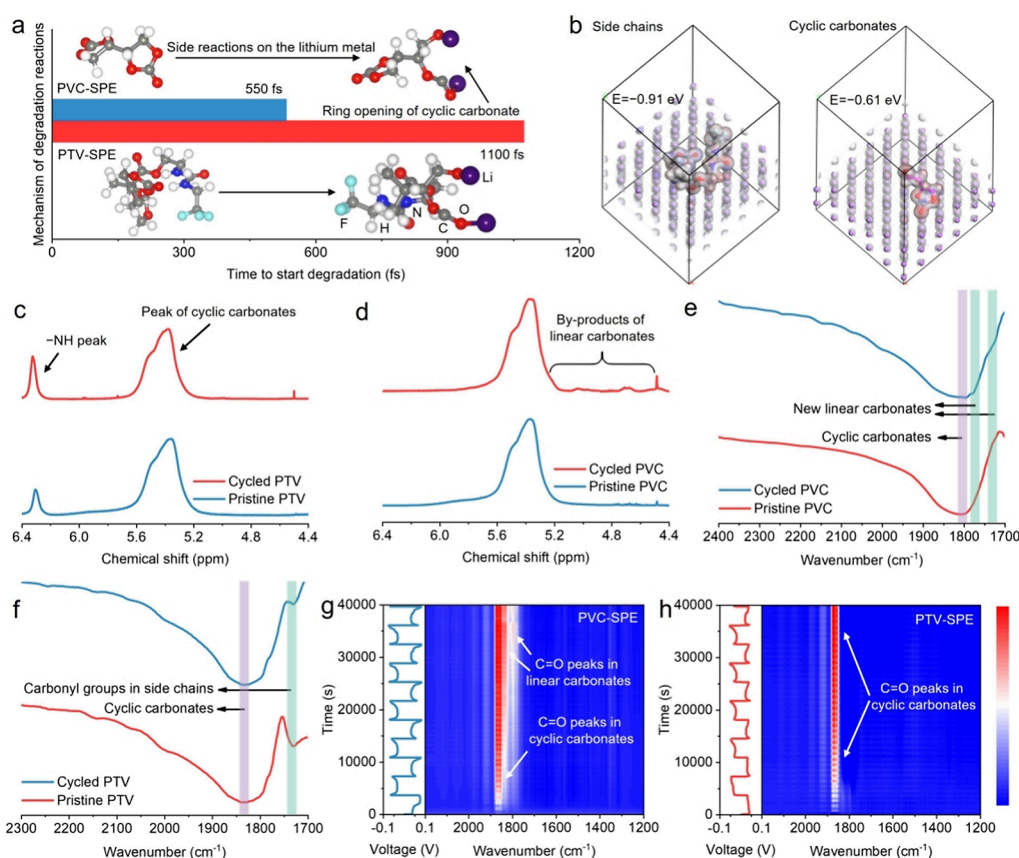 a
Mechanism of degradation reactions
Side reactions on the lithium metal
PVC-SPE
550 fs
Ring opening of cyclic carbonate
PTV-SPE
1100 fs
Li
O
N
C
F
H
0 300 600 900 1200
Time to start degradation (fs)
b
Side chains
Cyclic carbonates
E=−0.91 eV
E=−0.61 eV
c
Peak of cyclic carbonates
−NH peak
Cycled PTV
Pristine PTV
6.4 6.0 5.6 5.2 4.8 4.4
Chemical shift (ppm)
d
By-products of
linear carbonates
Cycled PVC
Pristine PVC
6.4 6.0 5.6 5.2 4.8 4.4
Chemical shift (ppm)
e
New linear carbonates
Cyclic carbonates
Cycled PVC
Pristine PVC
2400 2300 2200 2100 2000 1900 1800 1700
Wavenumber (cm⁻¹)
f
Carbonyl groups in side chains
Cyclic carbonates
Cycled PTV
Pristine PTV
2300 2200 2100 2000 1900 1800 1700
Wavenumber (cm⁻¹)
g
PVC-SPE
C=O peaks in
linear carbonates
C=O peaks in
cyclic carbonates
Time (s)
40000
30000
20000
10000
0
-0.1 0.1 2000 1800 1600 1400 1200
Voltage (V) Wavenumber (cm⁻¹)
h
PTV-SPE
C=O peaks in
cyclic carbonates
Time (s)
40000
30000
20000
10000
0
-0.1 0.1 2000 1800 1600 1400 1200
Voltage (V) Wavenumber (cm⁻¹)